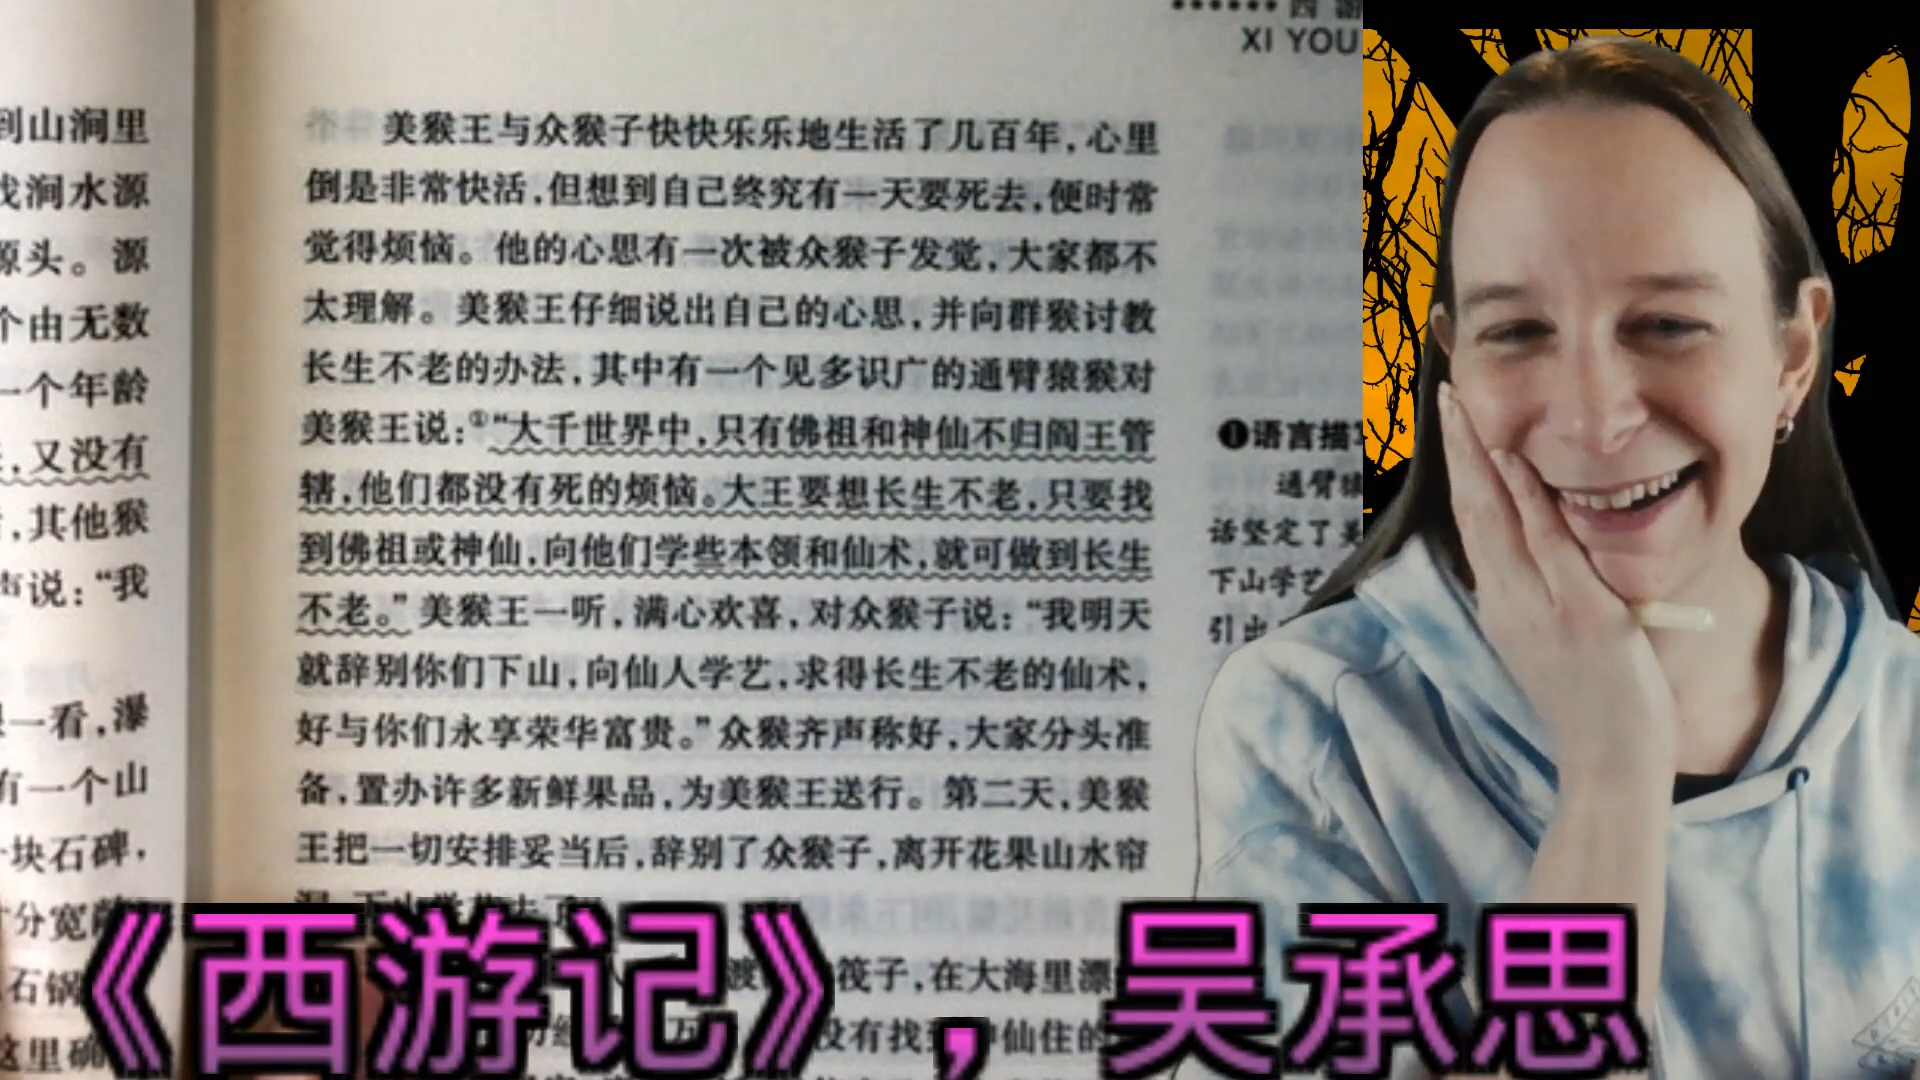 西游
XI YOU
到山涧里
涧水源
源头。源
个由无数
一个年龄
,又没有
,其他猴
声说:“我
一看,瀑
有一个山
块石碑,
分宽
石锅
这里确
美猴王与众猴子快快乐乐地生活了几百年,心里
倒是非常快活,但想到自己终究有一天要死去,便时常
觉得烦恼。他的心思有一次被众猴子发觉,大家都不
太理解。美猴王仔细说出自己的心思,并向群猴讨教
长生不老的办法,其中有一个见多识广的通臂猿猴对
美猴王说:①“大千世界中,只有佛祖和神仙不归阎王管
辖,他们都没有死的烦恼。大王要想长生不老,只要找
到佛祖或神仙,向他们学些本领和仙术,就可做到长生
不老。”美猴王一听,满心欢喜,对众猴子说:“我明天
就辞别你们下山,向仙人学艺,求得长生不老的仙术,
好与你们永享荣华富贵。”众猴齐声称好,大家分头准
备,置办许多新鲜果品,为美猴王送行。第二天,美猴
王把一切安排妥当后,辞别了众猴子,离开花果山水帘
筏子,在大海里漂
没有找 仙住的
❶语言描
通臂猿
话坚定了美
下山学艺
引出
《西游记》,吴承思